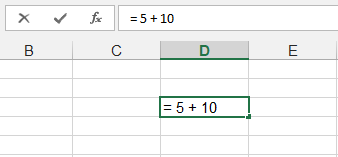 fx = 5 + 10
B C D E
= 5 + 10